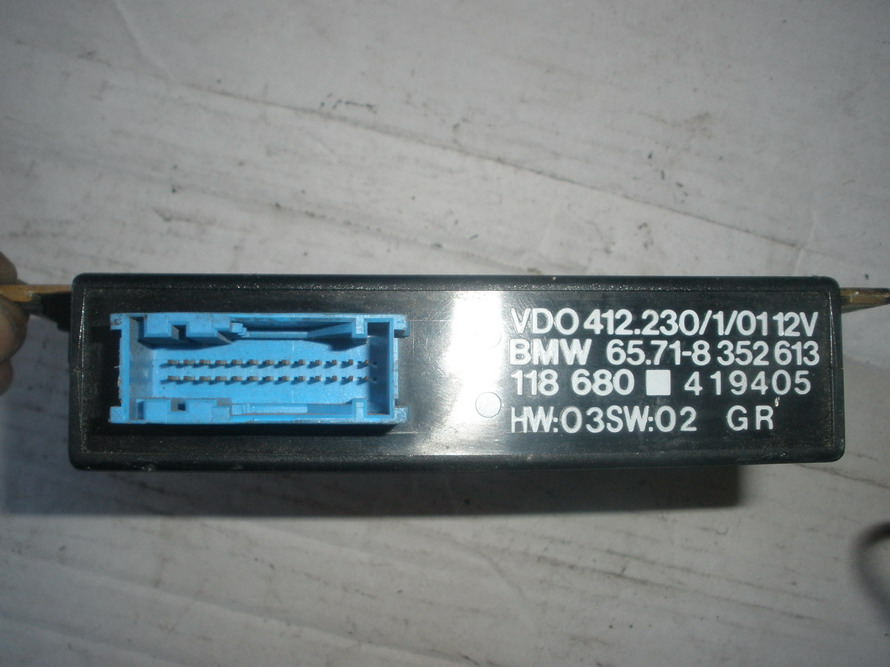 VDO 412.230/1/01 12V
BMW 65.71-8 352 613
118 680 ■ 419405
HW:03SW:02 GR